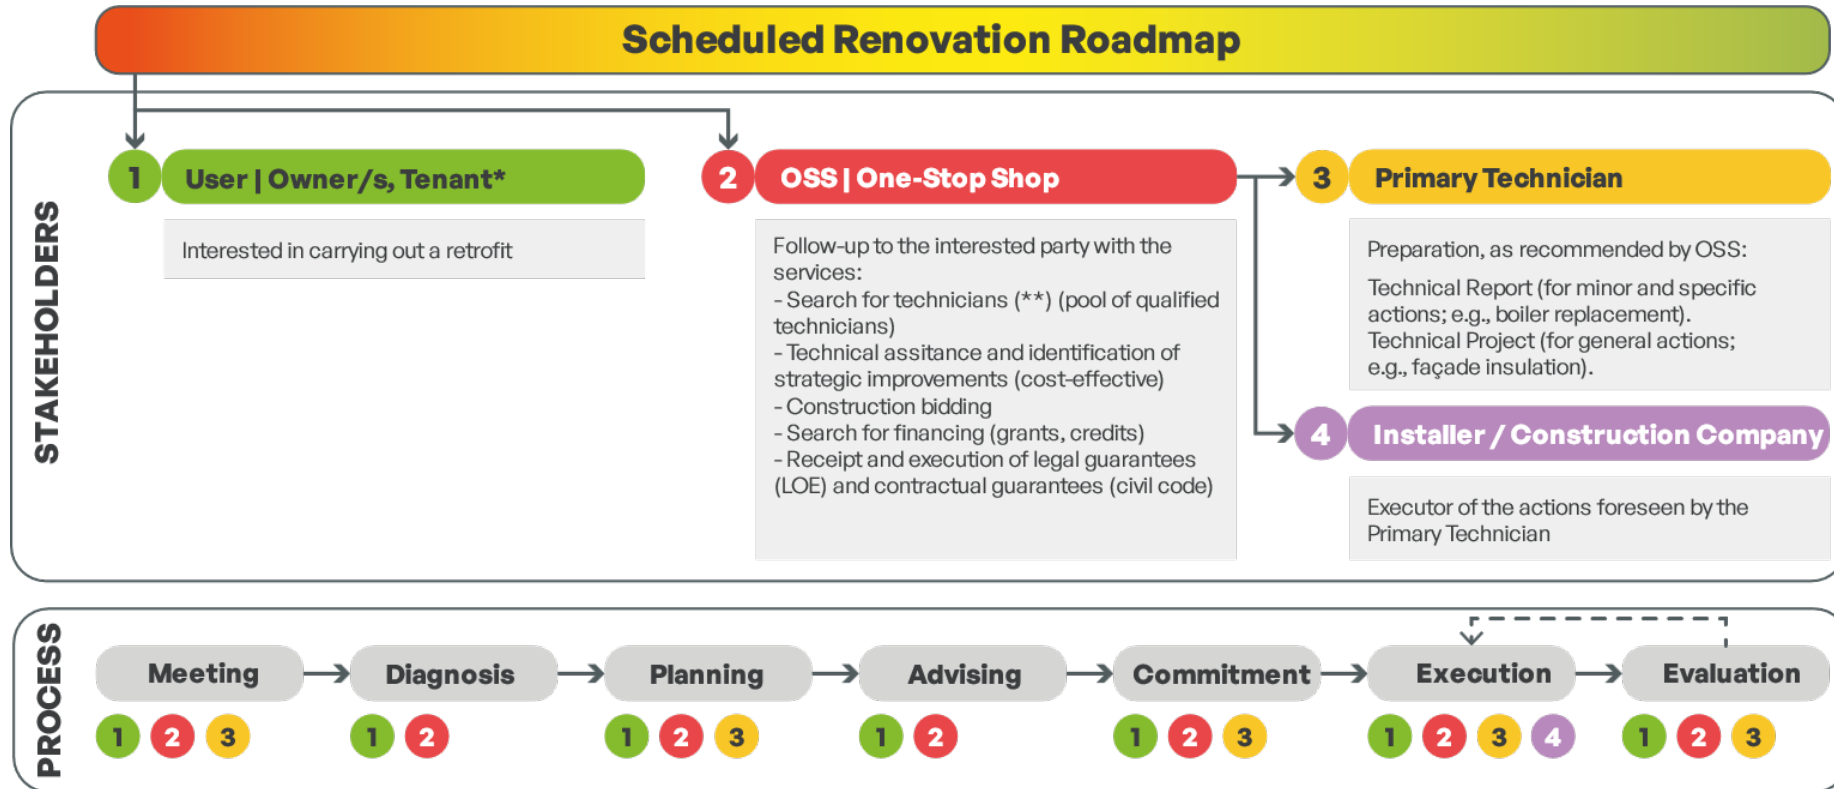 Scheduled Renovation Roadmap
STAKEHOLDERS
1
User | Owner/s, Tenant*
Interested in carrying out a retrofit
2
OSS | One-Stop Shop
Follow-up to the interested party with the
services:
- Search for technicians (**) (pool of qualified
technicians)
- Technical assitance and identification of
strategic improvements (cost-effective)
- Construction bidding
- Search for financing (grants, credits)
- Receipt and execution of legal guarantees
(LOE) and contractual guarantees (civil code)
3
Primary Technician
Preparation, as recommended by OSS:
Technical Report (for minor and specific
actions; e.g., boiler replacement).
Technical Project (for general actions;
e.g., façade insulation).
4
Installer / Construction Company
Executor of the actions foreseen by the
Primary Technician
PROCESS
Meeting
1 2 3
Diagnosis
1 2
Planning
1 2 3
Advising
1 2
Commitment
1 2 3
Execution
1 2 3 4
Evaluation
1 2 3